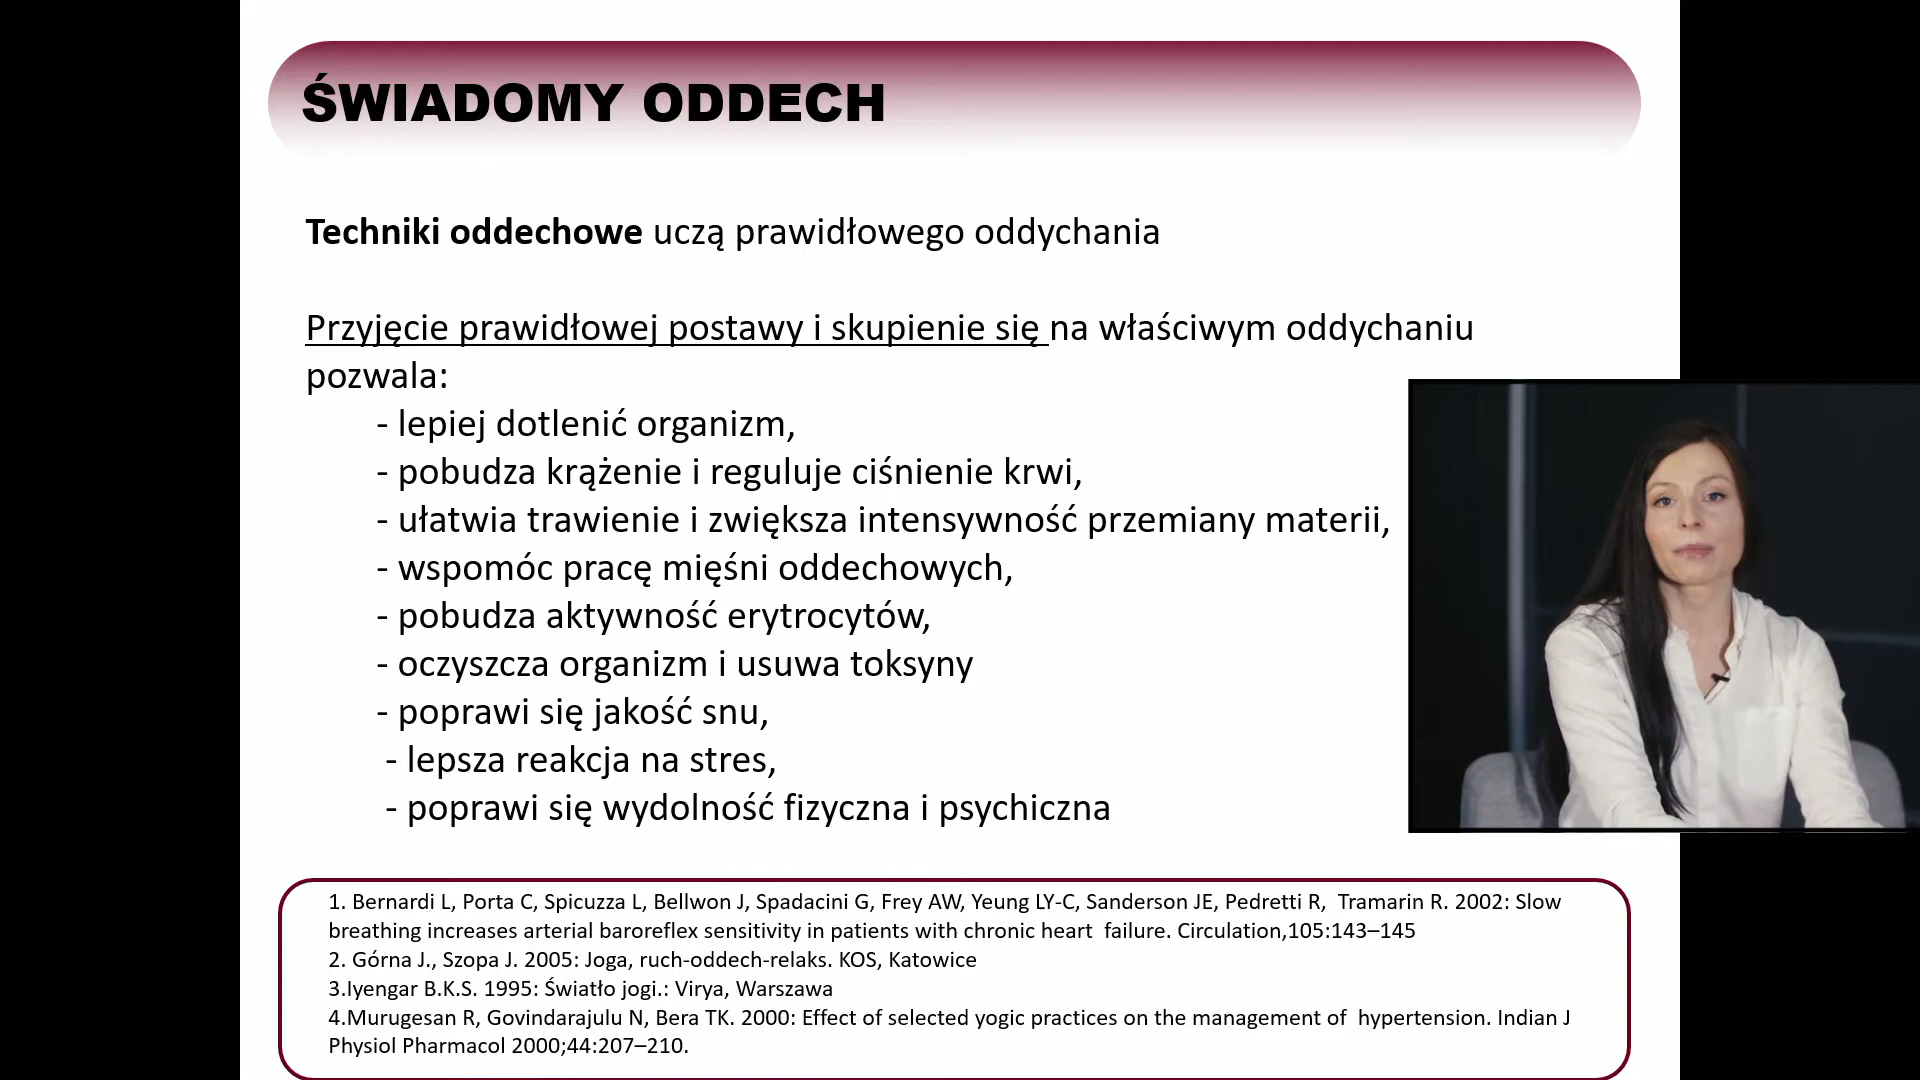 ŚWIADOMY ODDECH
Techniki oddechowe uczą prawidłowego oddychania
Przyjęcie prawidłowej postawy i skupienie się na właściwym oddychaniu
pozwala:
- lepiej dotlenić organizm,
- pobudza krążenie i reguluje ciśnienie krwi,
- ułatwia trawienie i zwiększa intensywność przemiany materii,
- wspomóc pracę mięśni oddechowych,
- pobudza aktywność erytrocytów,
- oczyszcza organizm i usuwa toksyny
- poprawi się jakość snu,
- lepsza reakcja na stres,
- poprawi się wydolność fizyczna i psychiczna
1. Bernardi L, Porta C, Spicuzza L, Bellwon J, Spadacini G, Frey AW, Yeung LY-C, Sanderson JE, Pedretti R, Tramarin R. 2002: Slow
breathing increases arterial baroreflex sensitivity in patients with chronic heart failure. Circulation,105:143–145
2. Górna J., Szopa J. 2005: Joga, ruch-oddech-relaks. KOS, Katowice
3.Iyengar B.K.S. 1995: Światło jogi.: Virya, Warszawa
4.Murugesan R, Govindarajulu N, Bera TK. 2000: Effect of selected yogic practices on the management of hypertension. Indian J
Physiol Pharmacol 2000;44:207–210.